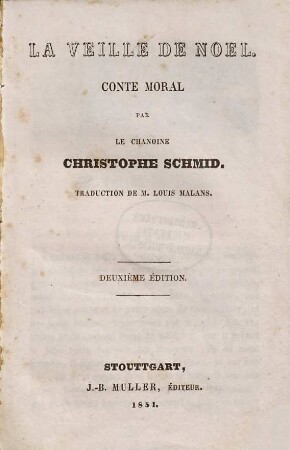 LA VEILLE DE NOEL.
CONTE MORAL
PAR
LE CHANOINE
CHRISTOPHE SCHMID.
TRADUCTION DE M. LOUIS MALANS.
DEUXIÈME ÉDITION.
STOUTTGART,
J.-B. MULLER, ÉDITEUR.
1851.